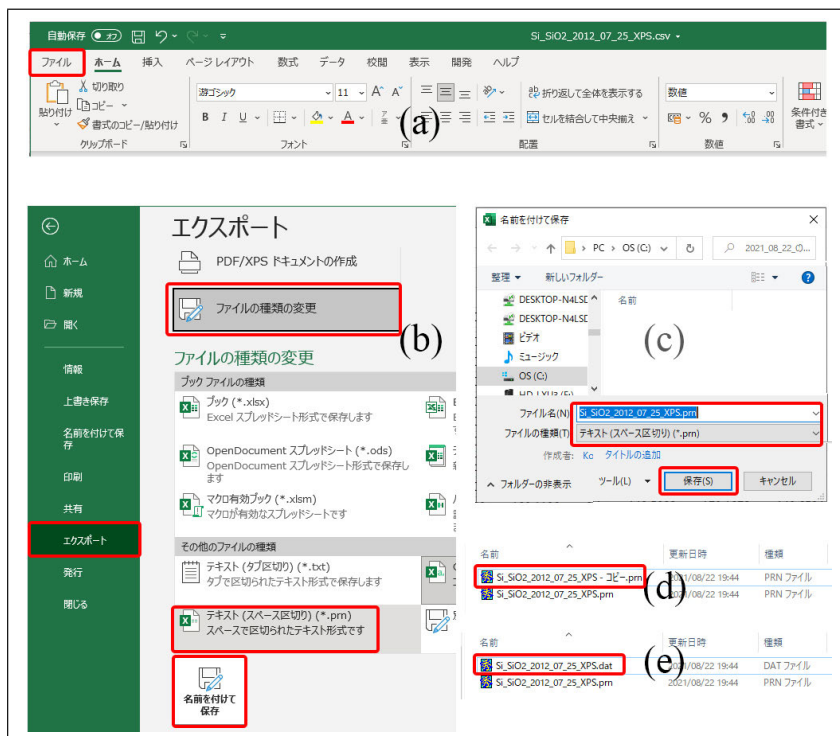 自動保存 オフ Si_SiO2_2012_07_25_XPS.csv
ファイル ホーム 挿入 ページ レイアウト 数式 データ 校閲 表示 開発 ヘルプ
貼り付け
切り取り
コピー
書式のコピー/貼り付け
クリップボード
游ゴシック 11 A^ A˅
B I U A
フォント
(a)
折り返して全体を表示する
セルを結合して中央揃え
配置
数値
% 9
数値
条件付き
書式
ホーム
新規
開く
情報
上書き保存
名前を付けて保
存
印刷
共有
エクスポート
発行
閉じる
エクスポート
PDF/XPS ドキュメントの作成
ファイルの種類の変更
(b)
ファイルの種類の変更
ブック ファイルの種類
ブック (*.xlsx)
Excel スプレッドシート形式で保存します
OpenDocument スプレッドシート (*.ods)
OpenDocument スプレッドシート形式で保存し
ます
マクロ有効ブック (*.xlsm)
マクロが有効なスプレッドシートです
その他のファイルの種類
テキスト (タブ区切り) (*.txt)
タブで区切られたテキスト形式で保存します
テキスト (スペース区切り) (*.prn)
スペースで区切られたテキスト形式です
名前を付けて
保存
名前を付けて保存
PC › OS (C:) 2021_08_22_の...
整理 新しいフォルダー
DESKTOP-N4LSE 名前
DESKTOP-N4LSE
ビデオ
ミュージック
OS (C:)
(c)
ファイル名(N): Si_SiO2_2012_07_25_XPS.prn
ファイルの種類(T): テキスト (スペース区切り) (*.prn)
作成者: Ko タイトルの追加
フォルダーの非表示 ツール(L) 保存(S) キャンセル
名前 更新日時 種類
Si_SiO2_2012_07_25_XPS - コピー.prn 2021/08/22 19:44 PRN ファイル
Si_SiO2_2012_07_25_XPS.prn 2021/08/22 19:44 PRN ファイル
(d)
名前 更新日時 種類
Si_SiO2_2012_07_25_XPS.dat 2021/08/22 19:44 DAT ファイル
Si_SiO2_2012_07_25_XPS.prn 2021/08/22 19:44 PRN ファイル
(e)